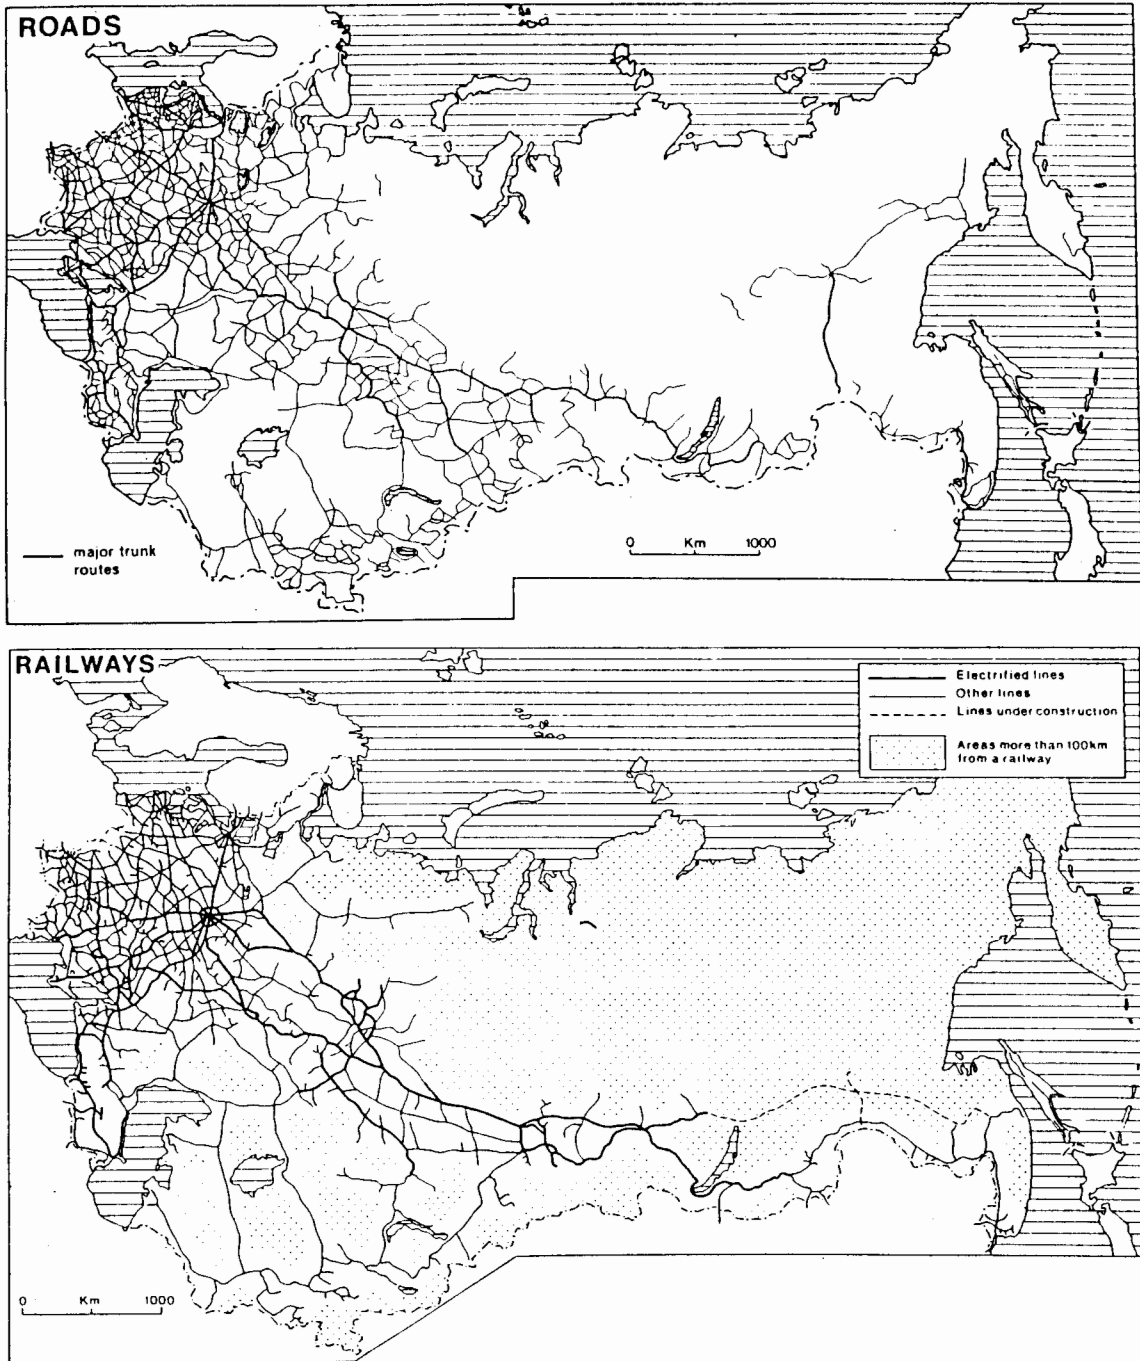 ROADS
major trunk
routes
0 Km 1000
RAILWAYS
Electrified lines
Other lines
Lines under construction
Areas more than 100km
from a railway
0 Km 1000